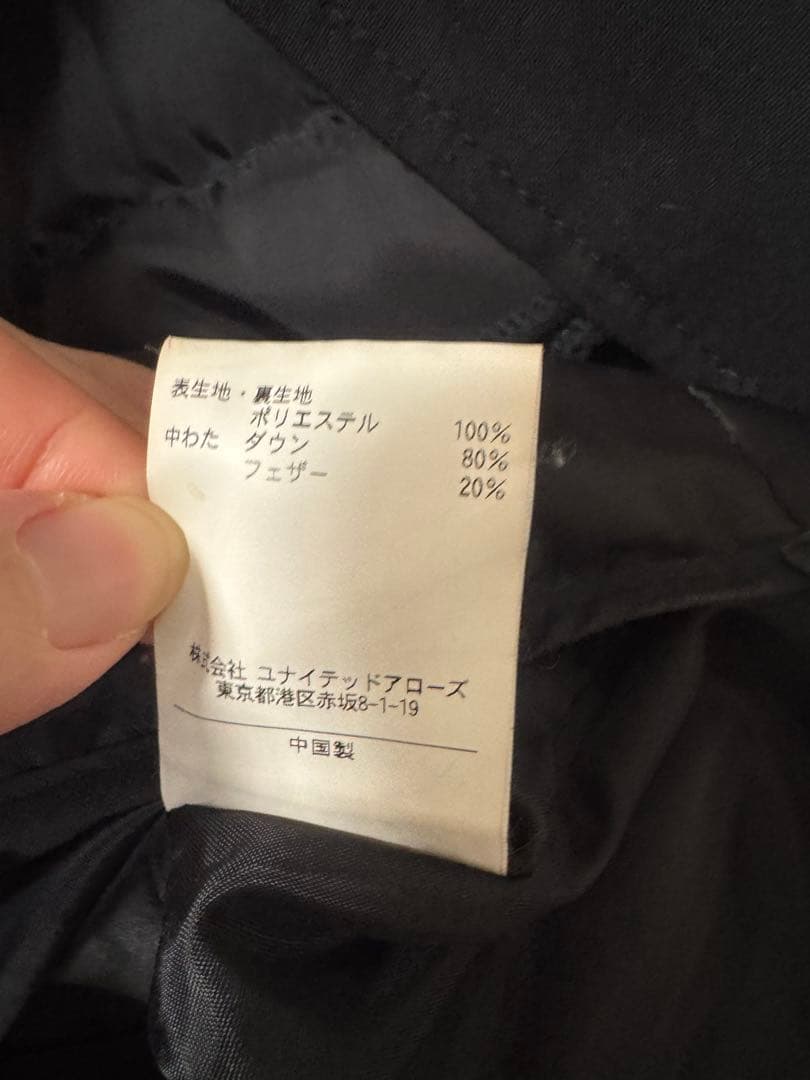 表生地・裏生地
ポリエステル 100%
中わた ダウン 80%
フェザー 20%
株式会社 ユナイテッドアローズ
東京都港区赤坂8-1-19
中国製